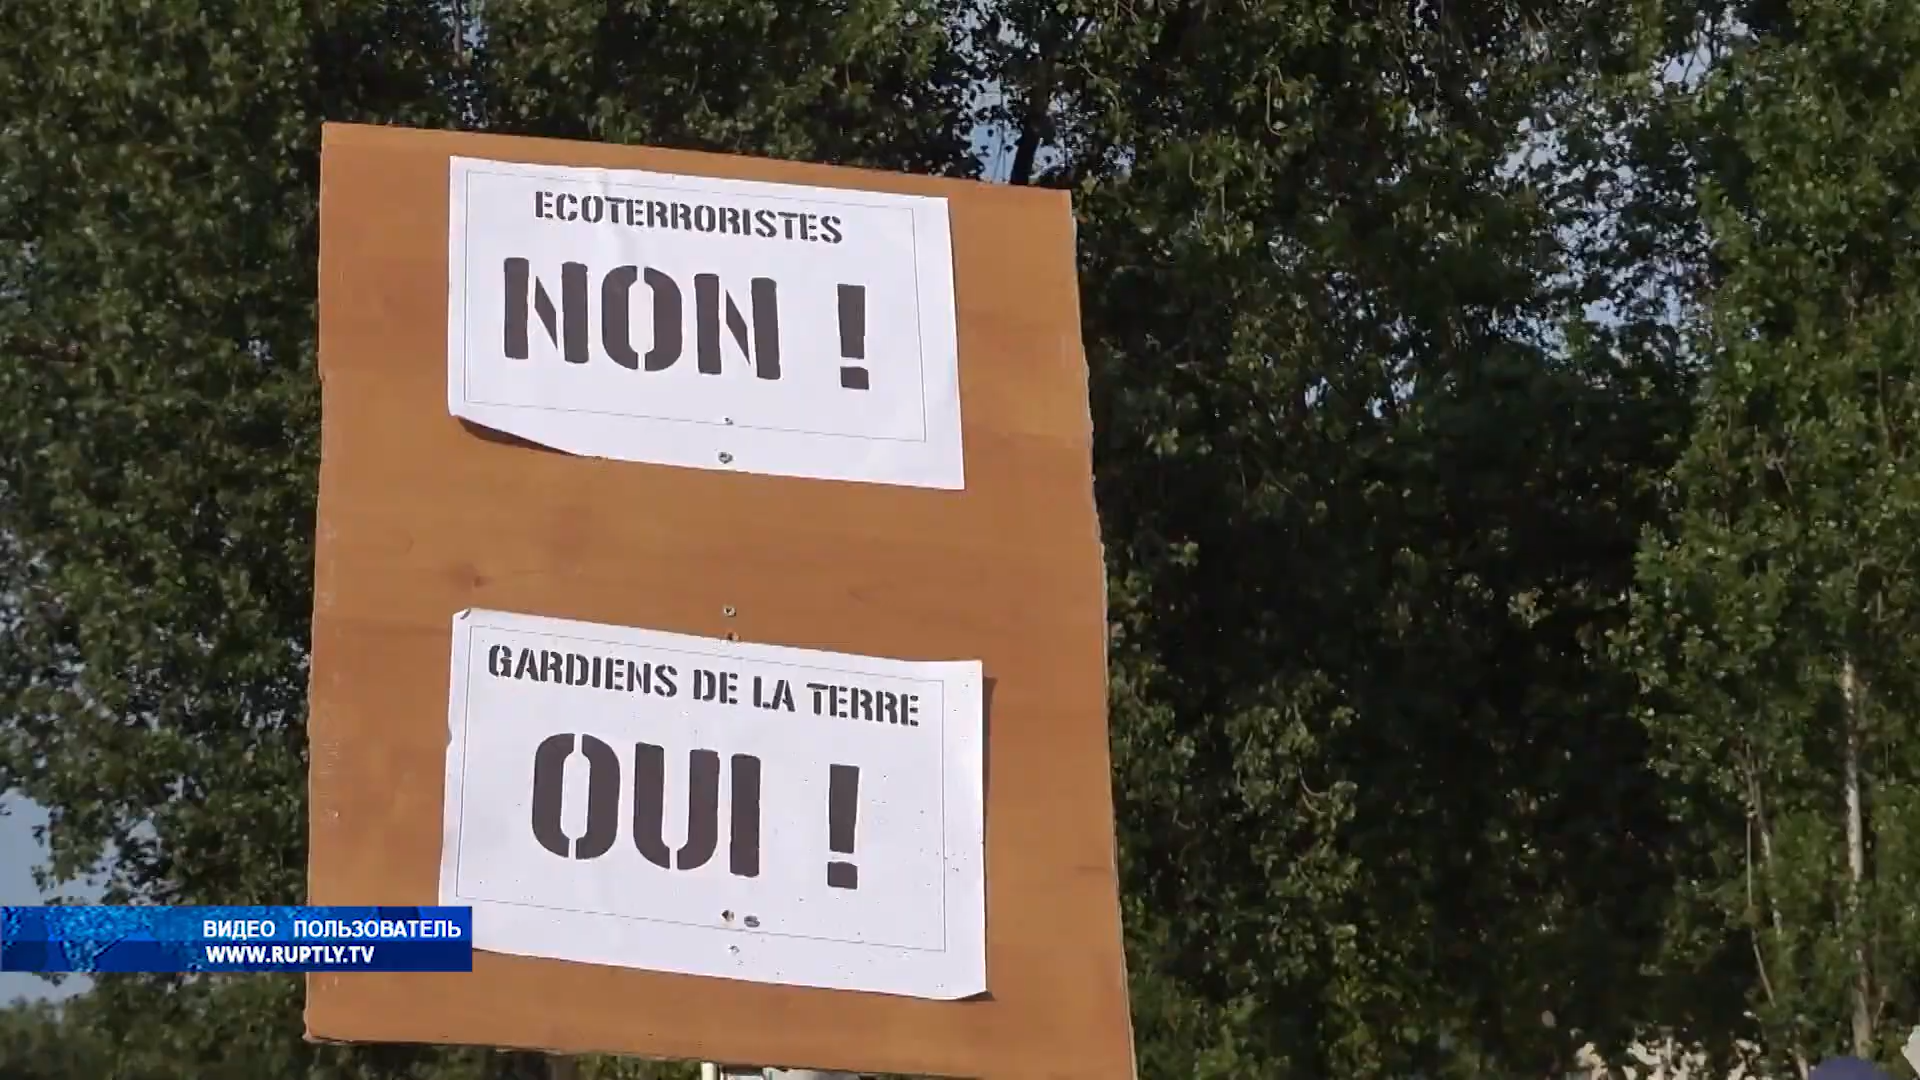 ECOTERRORISTES
NON !
GARDIENS DE LA TERRE
OUI !
ВИДЕО ПОЛЬЗОВАТЕЛЬ
WWW.RUPTLY.TV